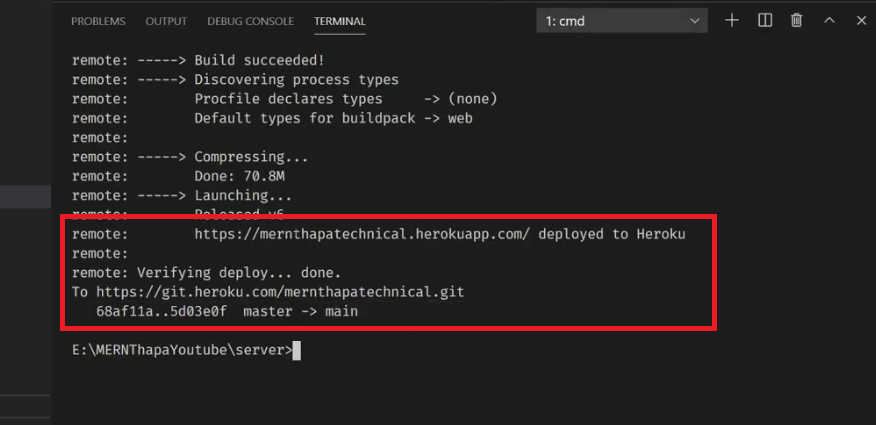 PROBLEMS OUTPUT DEBUG CONSOLE TERMINAL 1: cmd
remote: -----> Build succeeded!
remote: -----> Discovering process types
remote:        Procfile declares types     -> (none)
remote:        Default types for buildpack -> web
remote:
remote: -----> Compressing...
remote:        Done: 70.8M
remote: -----> Launching...
remote:        Released v6
remote:        https://mernthapatechnical.herokuapp.com/ deployed to Heroku
remote:
remote: Verifying deploy... done.
To https://git.heroku.com/mernthapatechnical.git
   68af11a..5d03e0f  master -> main
E:\MERNThapaYoutube\server>